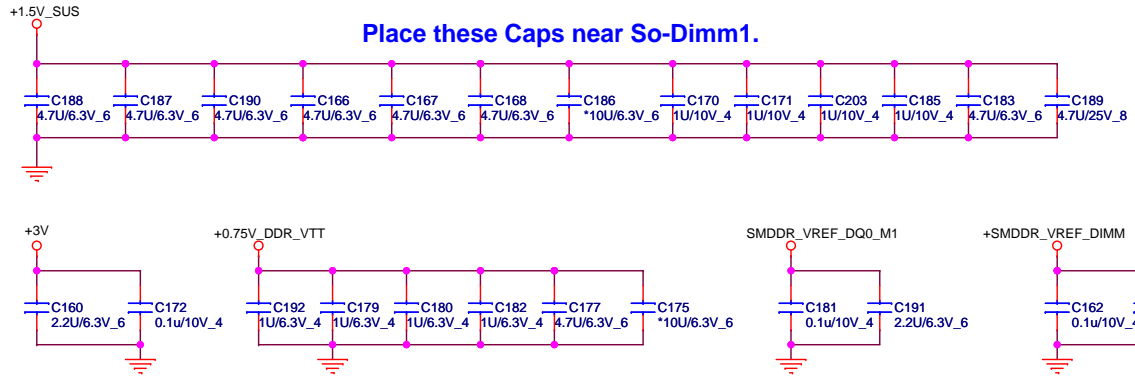 +1.5V_SUS
Place these Caps near So-Dimm1.
C188 C187 C190 C166 C167 C168 C186 C170 C171 C203 C185 C183 C189
4.7U/6.3V_6 4.7U/6.3V_6 4.7U/6.3V_6 4.7U/6.3V_6 4.7U/6.3V_6 4.7U/6.3V_6 *10U/6.3V_6 1U/10V_4 1U/10V_4 1U/10V_4 1U/10V_4 4.7U/6.3V_6 4.7U/25V_8
+3V +0.75V_DDR_VTT SMDDR_VREF_DQ0_M1 +SMDDR_VREF_DIMM
C160 C172 C192 C179 C180 C182 C177 C175 C181 C191 C162
2.2U/6.3V_6 0.1u/10V_4 1U/6.3V_4 1U/6.3V_4 1U/6.3V_4 1U/6.3V_4 4.7U/6.3V_6 *10U/6.3V_6 0.1u/10V_4 2.2U/6.3V_6 0.1u/10V_